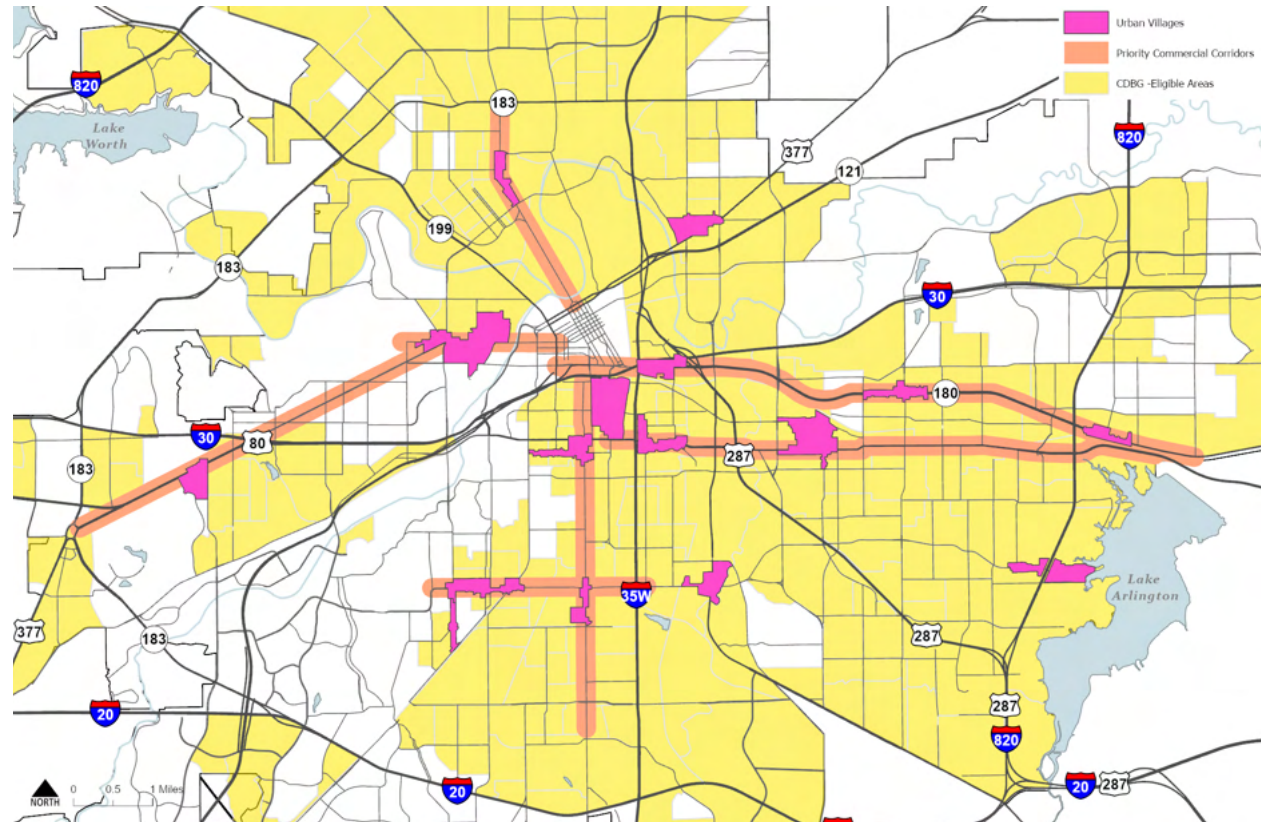 Urban Villages
Priority Commercial Corridors
CDBG -Eligible Areas
820
Lake
Worth
183
377
820
121
199
183
30
180
30
80
183
287
35W
Lake
Arlington
377
183
287
20
287
820
20
20
287
NORTH
0 0.5 1 Miles